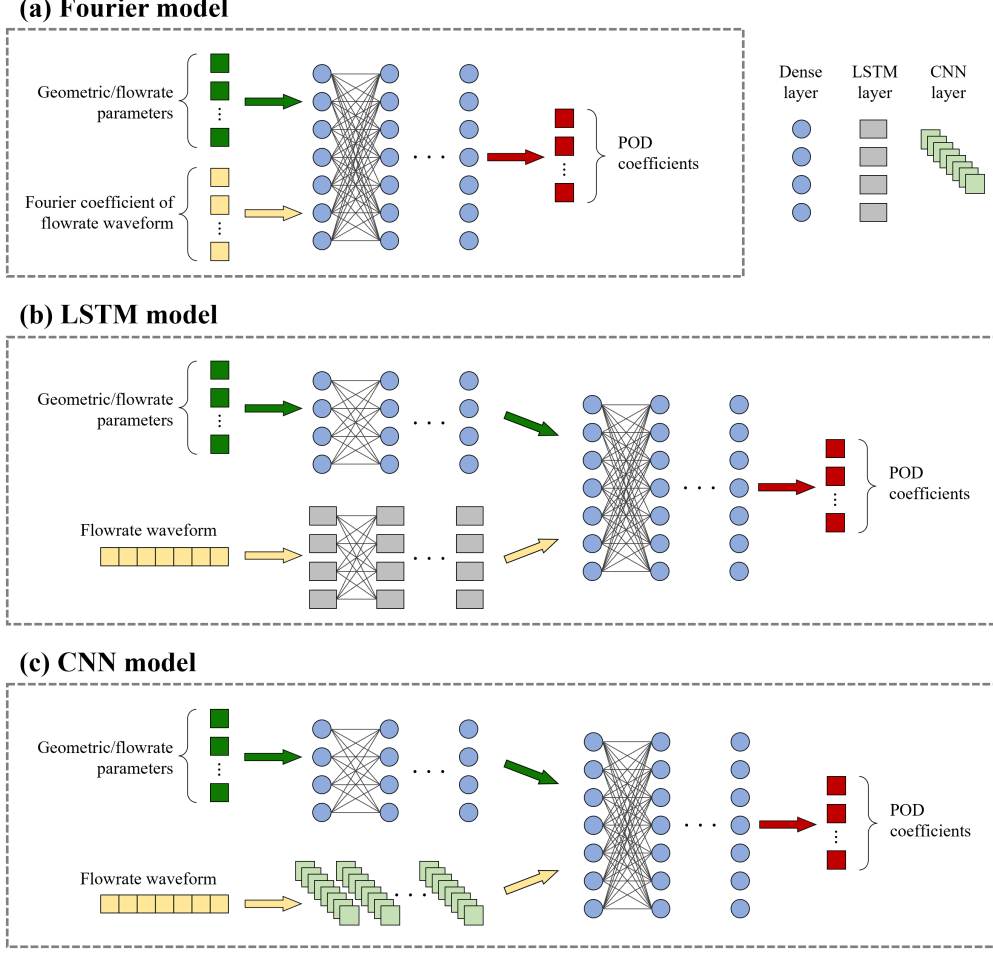 (a) Fourier model
Geometric/flowrate
parameters
Fourier coefficient of
flowrate waveform
POD
coefficients
Dense
layer
LSTM
layer
CNN
layer
(b) LSTM model
Geometric/flowrate
parameters
Flowrate waveform
POD
coefficients
(c) CNN model
Geometric/flowrate
parameters
Flowrate waveform
POD
coefficients